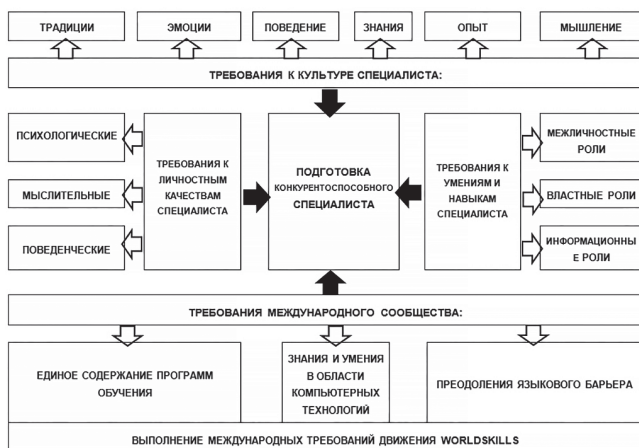 ТРАДИЦИИ
ЭМОЦИИ
ПОВЕДЕНИЕ
ЗНАНИЯ
ОПЫТ
МЫШЛЕНИЕ
ТРЕБОВАНИЯ К КУЛЬТУРЕ СПЕЦИАЛИСТА:
ПСИХОЛОГИЧЕСКИЕ
МЫСЛИТЕЛЬНЫЕ
ПОВЕДЕНЧЕСКИЕ
ТРЕБОВАНИЯ К
ЛИЧНОСТНЫМ
КАЧЕСТВАМ
СПЕЦИАЛИСТА
ПОДГОТОВКА
КОНКУРЕНТОСПОСОБНОГО
СПЕЦИАЛИСТА
ТРЕБОВАНИЯ К
УМЕНИЯМ И
НАВЫКАМ
СПЕЦИАЛИСТА
МЕЖЛИЧНОСТНЫЕ
РОЛИ
ВЛАСТНЫЕ РОЛИ
ИНФОРМАЦИОННЫ
Е РОЛИ
ТРЕБОВАНИЯ МЕЖДУНАРОДНОГО СООБЩЕСТВА:
ЕДИНОЕ СОДЕРЖАНИЕ ПРОГРАММ
ОБУЧЕНИЯ
ЗНАНИЯ И УМЕНИЯ
В ОБЛАСТИ
КОМПЬЮТЕРНЫХ
ТЕХНОЛОГИЙ
ПРЕОДОЛЕНИЯ ЯЗЫКОВОГО БАРЬЕРА
ВЫПОЛНЕНИЕ МЕЖДУНАРОДНЫХ ТРЕБОВАНИЙ ДВИЖЕНИЯ WORLDSKILLS